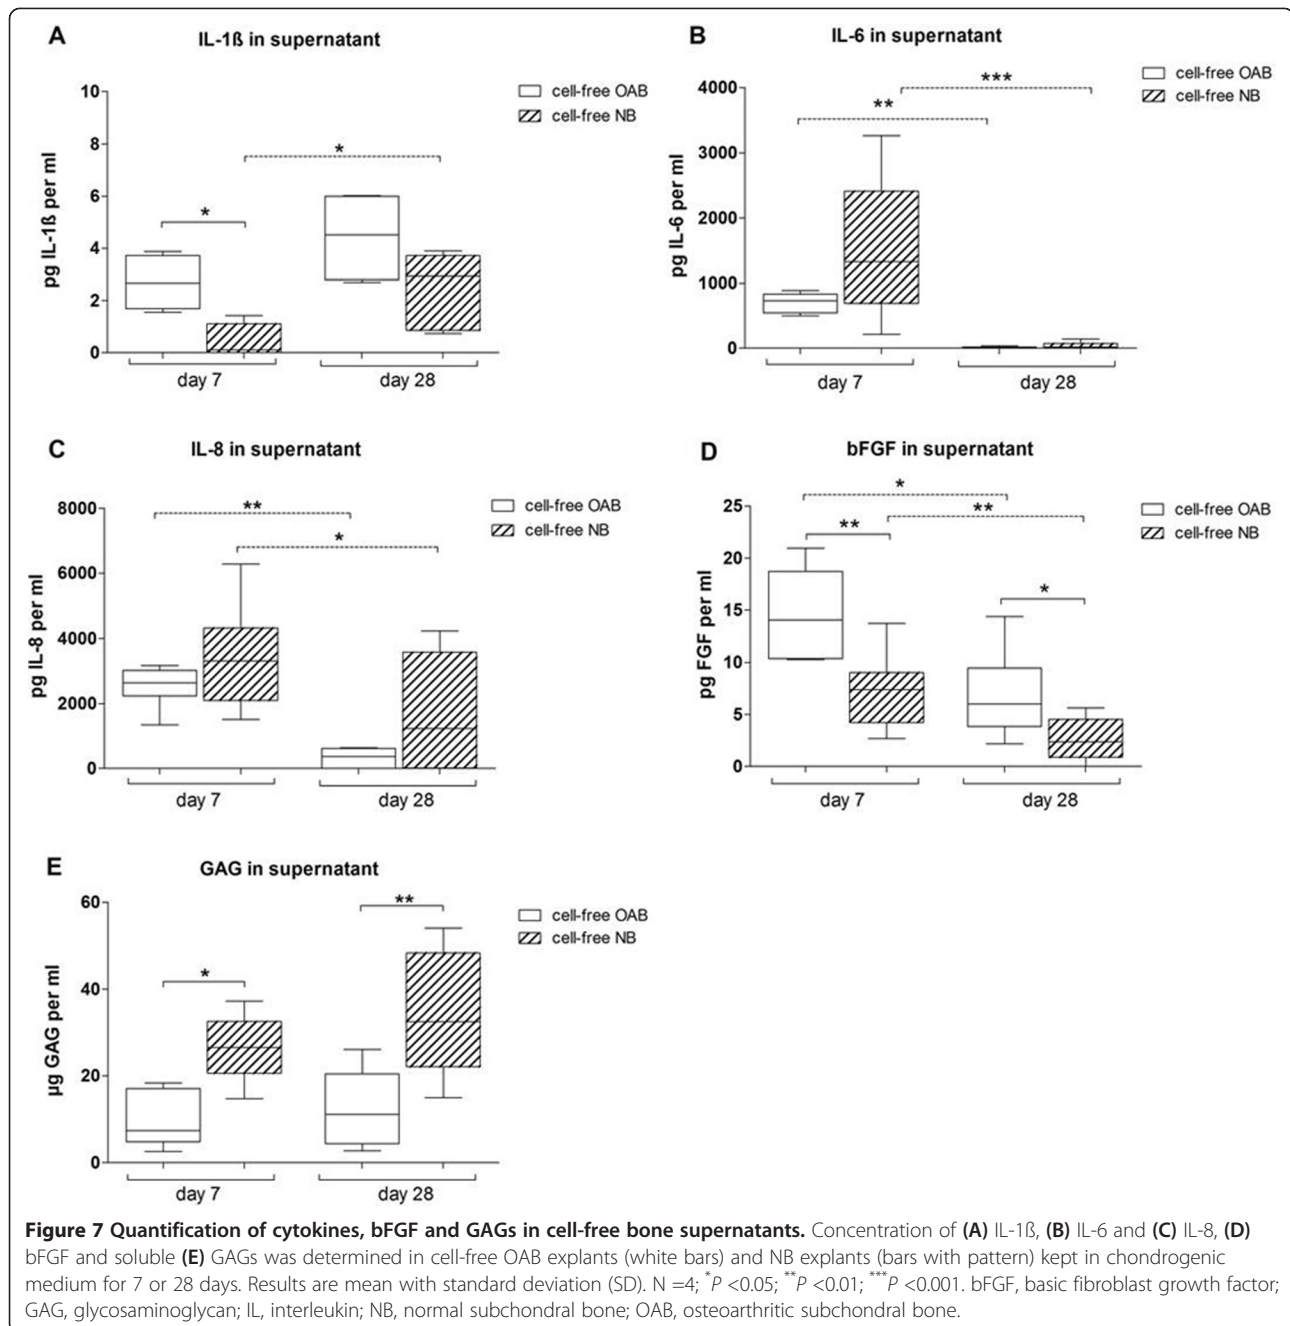 A
IL-1ß in supernatant
cell-free OAB
cell-free NB
pg IL-1ß per ml
10
8
6
4
2
0
*
*
day 7
day 28
B
IL-6 in supernatant
cell-free OAB
cell-free NB
pg IL-6 per ml
4000
3000
2000
1000
0
***
**
day 7
day 28
C
IL-8 in supernatant
cell-free OAB
cell-free NB
pg IL-8 per ml
8000
6000
4000
2000
0
**
*
day 7
day 28
D
bFGF in supernatant
cell-free OAB
cell-free NB
pg FGF per ml
25
20
15
10
5
0
*
**
**
*
day 7
day 28
E
GAG in supernatant
cell-free OAB
cell-free NB
µg GAG per ml
60
40
20
0
*
**
day 7
day 28
Figure 7 Quantification of cytokines, bFGF and GAGs in cell-free bone supernatants. Concentration of (A) IL-1ß, (B) IL-6 and (C) IL-8, (D)
bFGF and soluble (E) GAGs was determined in cell-free OAB explants (white bars) and NB explants (bars with pattern) kept in chondrogenic
medium for 7 or 28 days. Results are mean with standard deviation (SD). N =4; *P <0.05; **P <0.01; ***P <0.001. bFGF, basic fibroblast growth factor;
GAG, glycosaminoglycan; IL, interleukin; NB, normal subchondral bone; OAB, osteoarthritic subchondral bone.